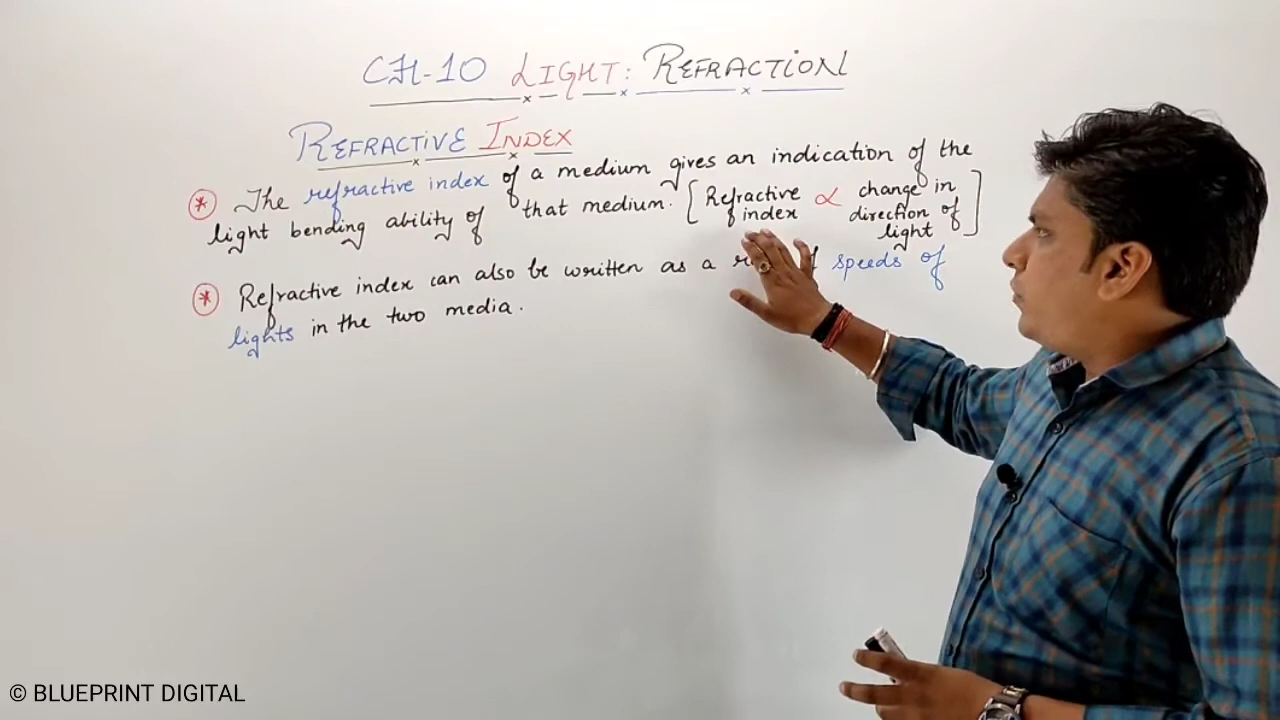 CH-10 LIGHT: REFRACTION
REFRACTIVE INDEX
* The refractive index of a medium gives an indication of the
light bending ability of that medium. [Refractive index ∝ change in direction of light]
* Refractive index can also be written as a speeds of
lights in the two media.
© BLUEPRINT DIGITAL